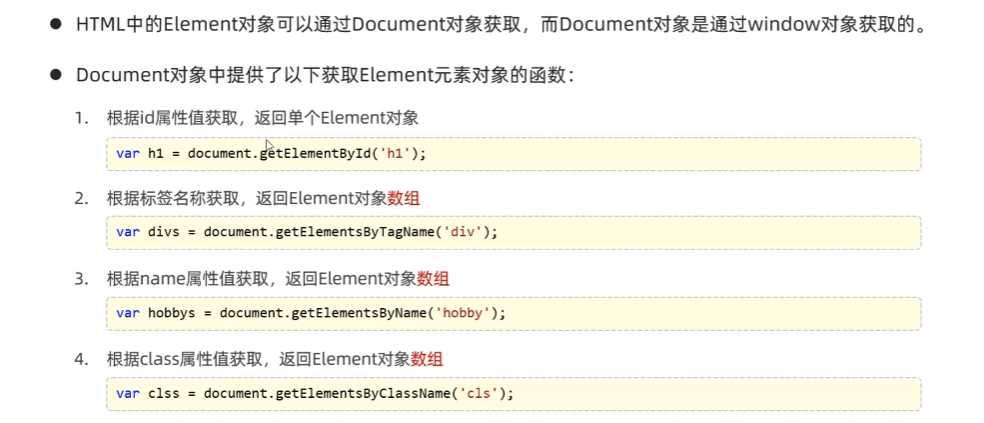 ● HTML中的Element对象可以通过Document对象获取，而Document对象是通过window对象获取的。
● Document对象中提供了以下获取Element元素对象的函数：
1. 根据id属性值获取，返回单个Element对象
var h1 = document.getElementById('h1');
2. 根据标签名称获取，返回Element对象数组
var divs = document.getElementsByTagName('div');
3. 根据name属性值获取，返回Element对象数组
var hobbys = document.getElementsByName('hobby');
4. 根据class属性值获取，返回Element对象数组
var clss = document.getElementsByClassName('cls');